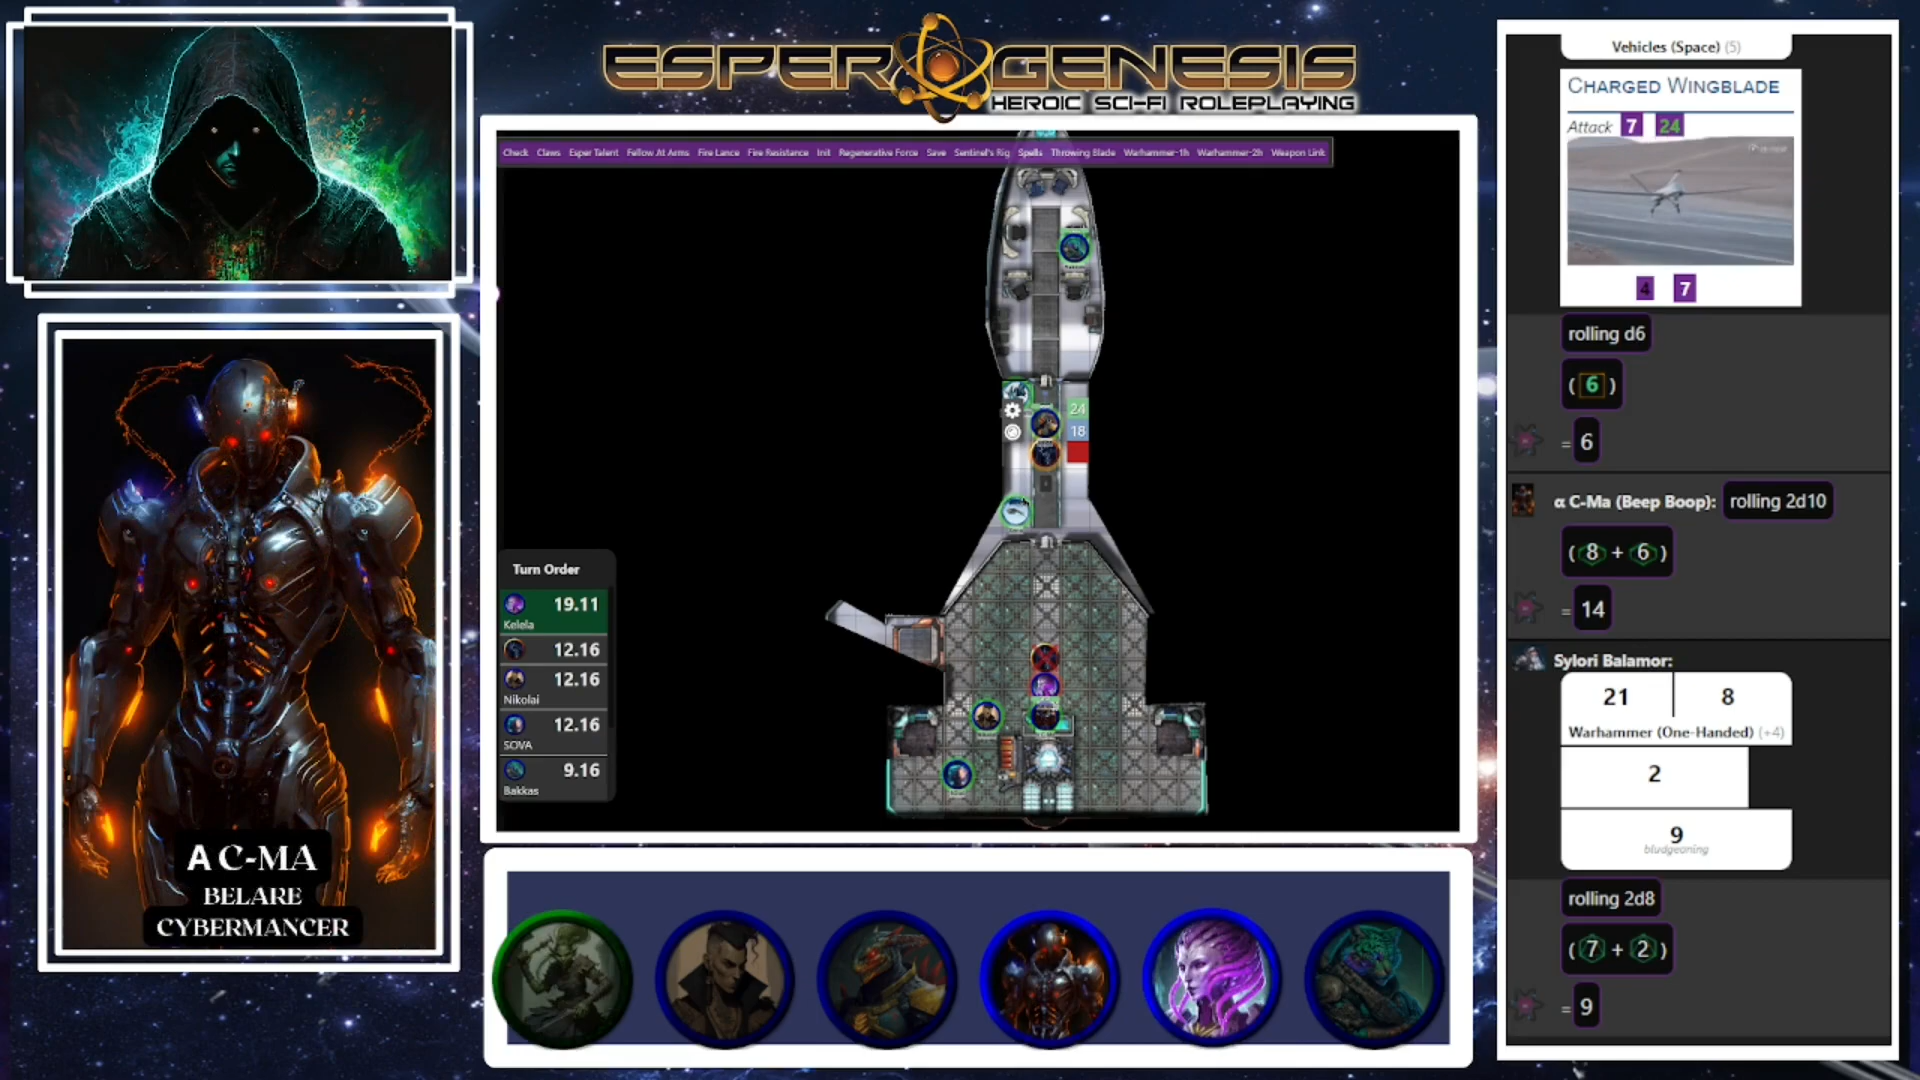 ESPER GENESIS
HEROIC SCI-FI ROLEPLAYING
Check Claws Esper Talent Fellow At Arms Fire Lance Fire Resistance Init Regenerative Force Save Sentinel's Rig Spells Throwing Blade Warhammer-1h Warhammer-2h Weapon Link
24
18
Turn Order
19.11
Kelela
12.16
12.16
Nikolai
12.16
SOVA
9.16
Bakkas
A C-MA
BELARE
CYBERMANCER
Vehicles (Space) (5)
CHARGED WINGBLADE
Attack 7 24
4 7
rolling d6
(6)
= 6
α C-Ma (Beep Boop): rolling 2d10
(8 + 6)
= 14
Sylori Balamor:
21 8
Warhammer (One-Handed) (+4)
2
9
bludgeoning
rolling 2d8
(7 + 2)
= 9